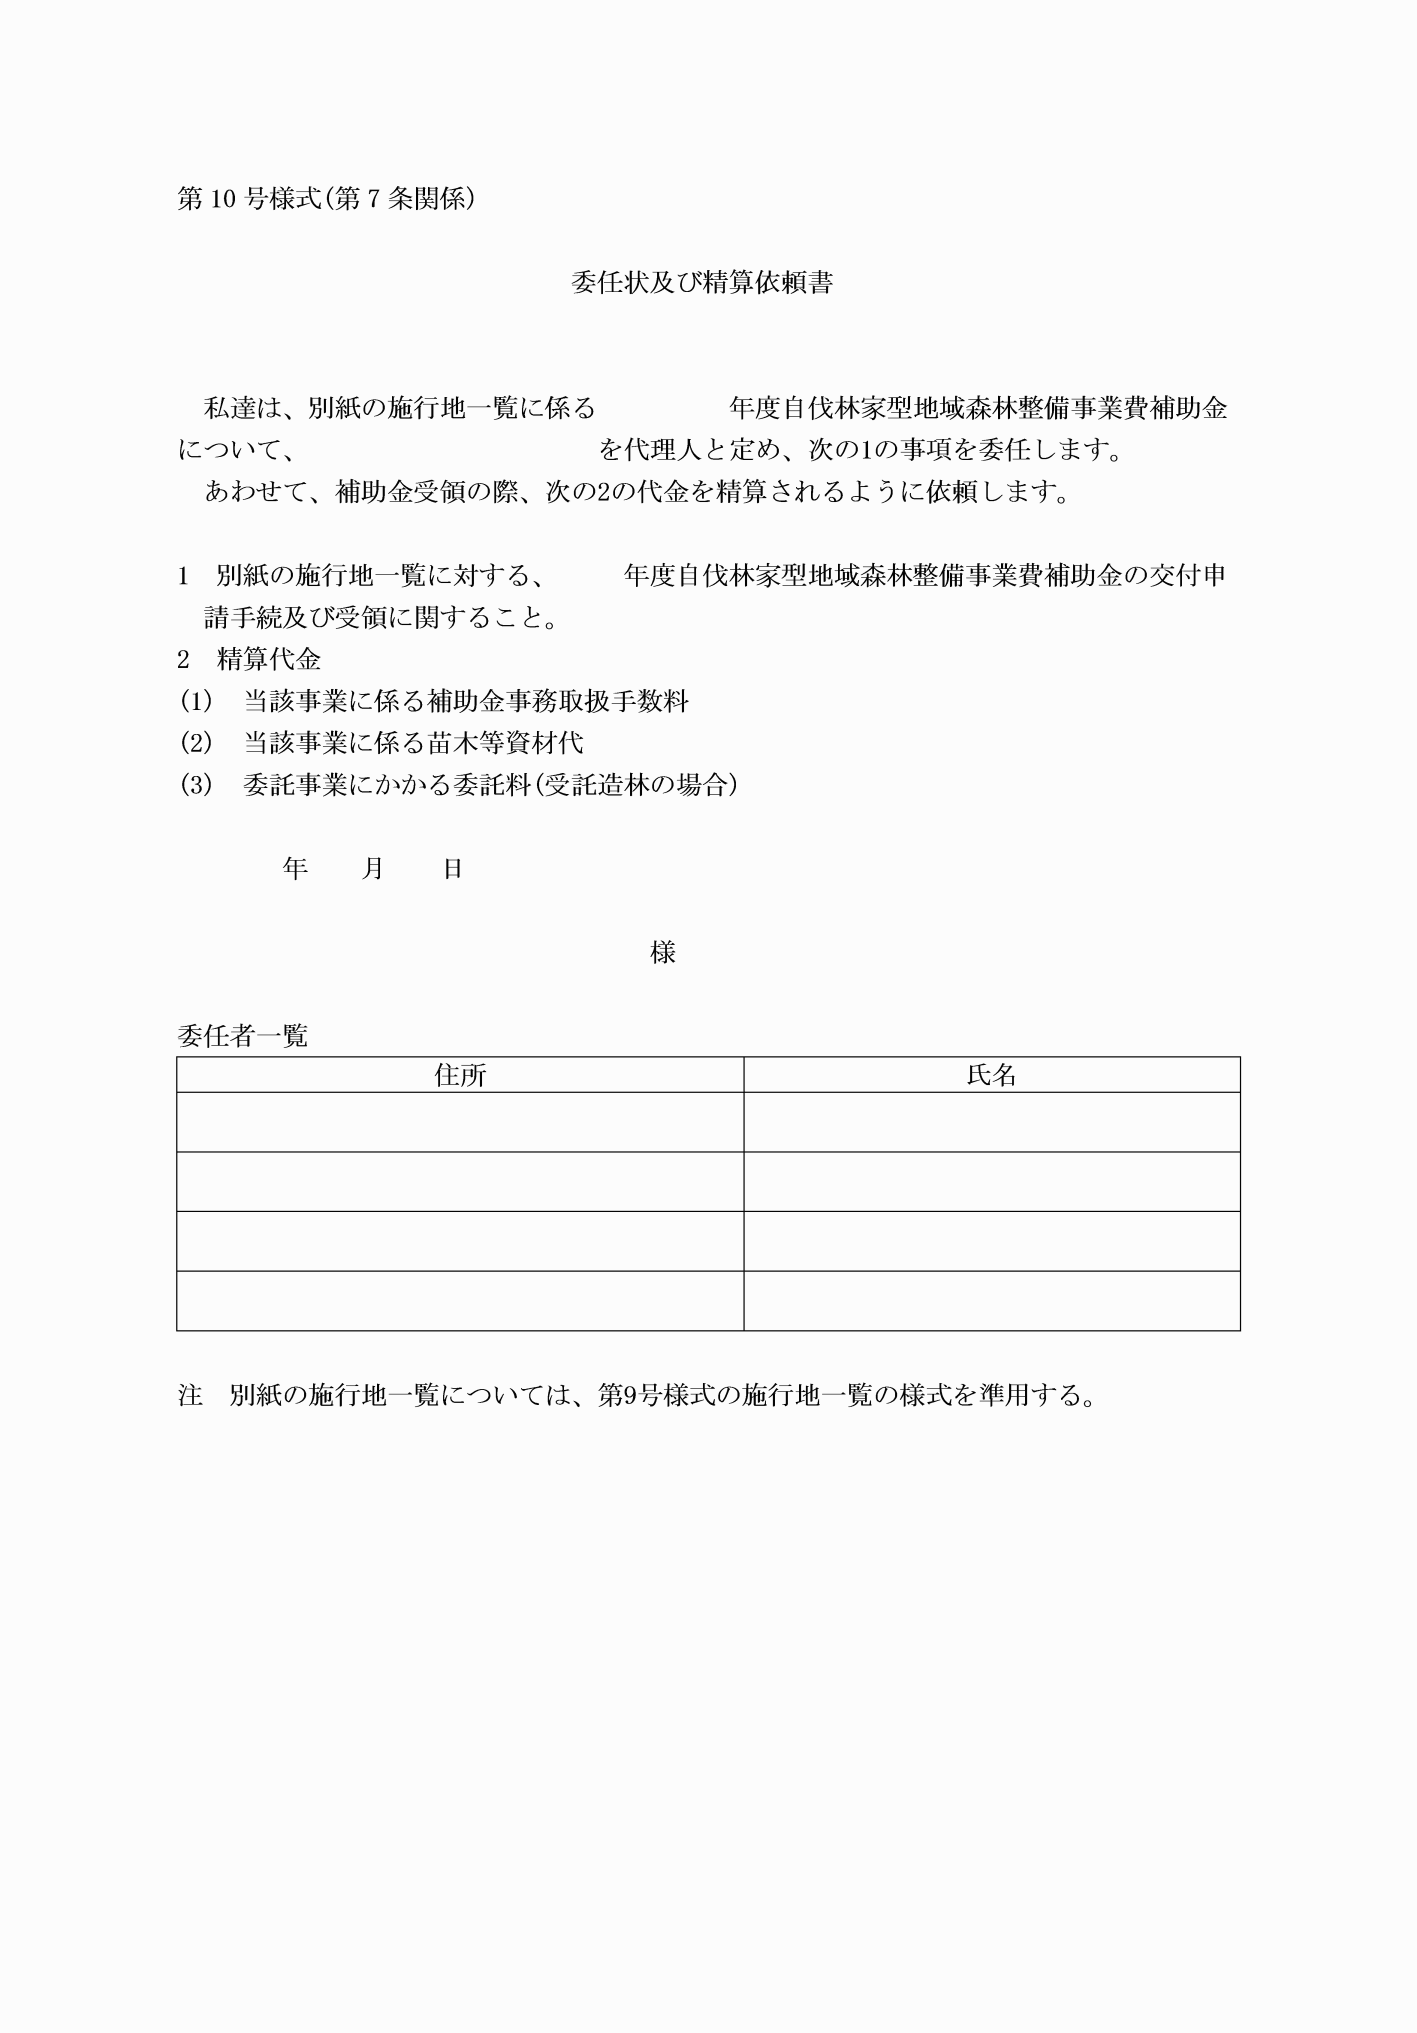 第 10 号様式(第 7 条関係)
委任状及び精算依頼書
私達は、別紙の施行地一覧に係る　　　　　年度自伐林家型地域森林整備事業費補助金
について、　　　　　　　　　　　を代理人と定め、次の1の事項を委任します。
あわせて、補助金受領の際、次の2の代金を精算されるように依頼します。
1　別紙の施行地一覧に対する、　　　年度自伐林家型地域森林整備事業費補助金の交付申
請手続及び受領に関すること。
2　精算代金
(1)　当該事業に係る補助金事務取扱手数料
(2)　当該事業に係る苗木等資材代
(3)　委託事業にかかる委託料(受託造林の場合)
年　　月　　日
様
委任者一覧
住所　氏名
注　別紙の施行地一覧については、第9号様式の施行地一覧の様式を準用する。